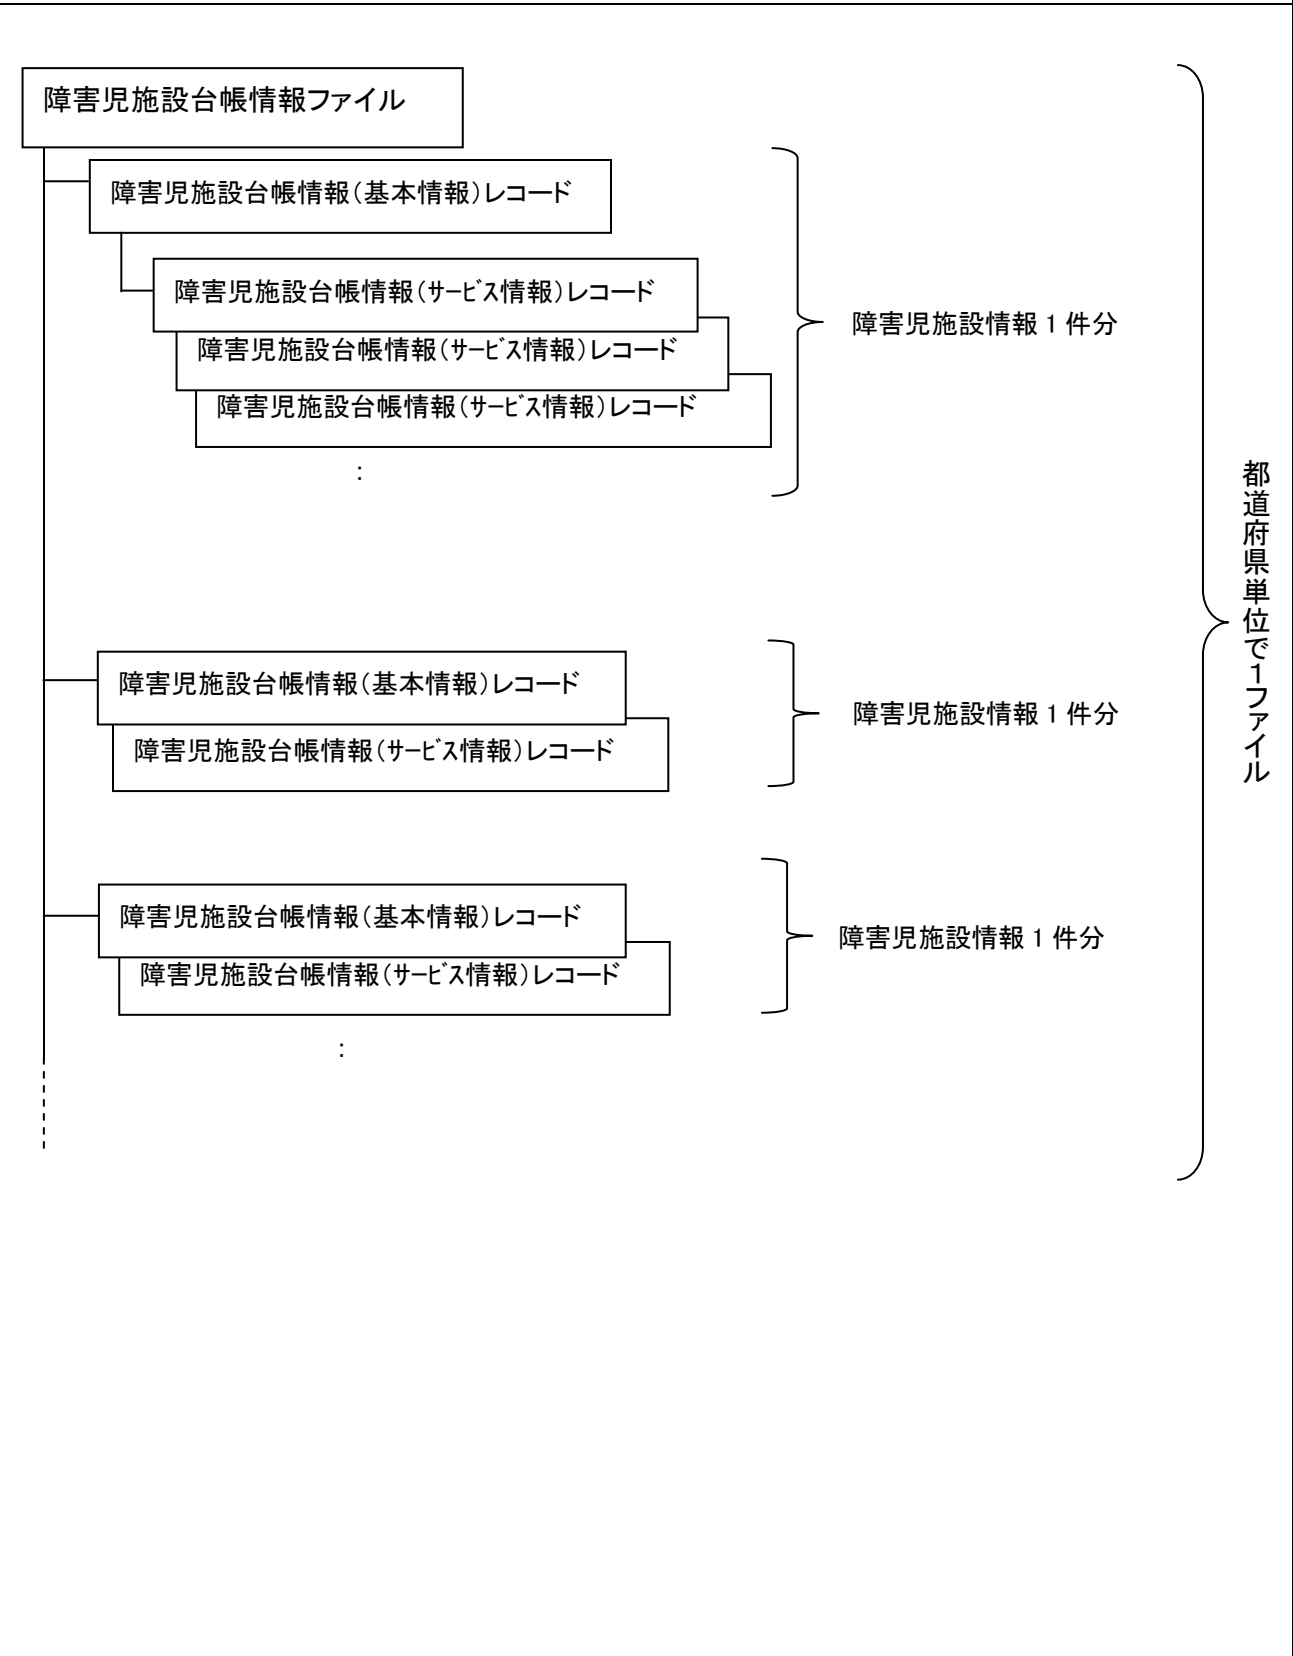 障害児施設台帳情報ファイル
障害児施設台帳情報（基本情報）レコード
障害児施設台帳情報（ｻｰﾋﾞｽ情報）レコード
障害児施設台帳情報（ｻｰﾋﾞｽ情報）レコード
障害児施設台帳情報（ｻｰﾋﾞｽ情報）レコード
：
障害児施設情報 1 件分
障害児施設台帳情報（基本情報）レコード
障害児施設台帳情報（ｻｰﾋﾞｽ情報）レコード
障害児施設情報 1 件分
障害児施設台帳情報（基本情報）レコード
障害児施設台帳情報（ｻｰﾋﾞｽ情報）レコード
：
障害児施設情報 1 件分
都道府県単位で１ファイル